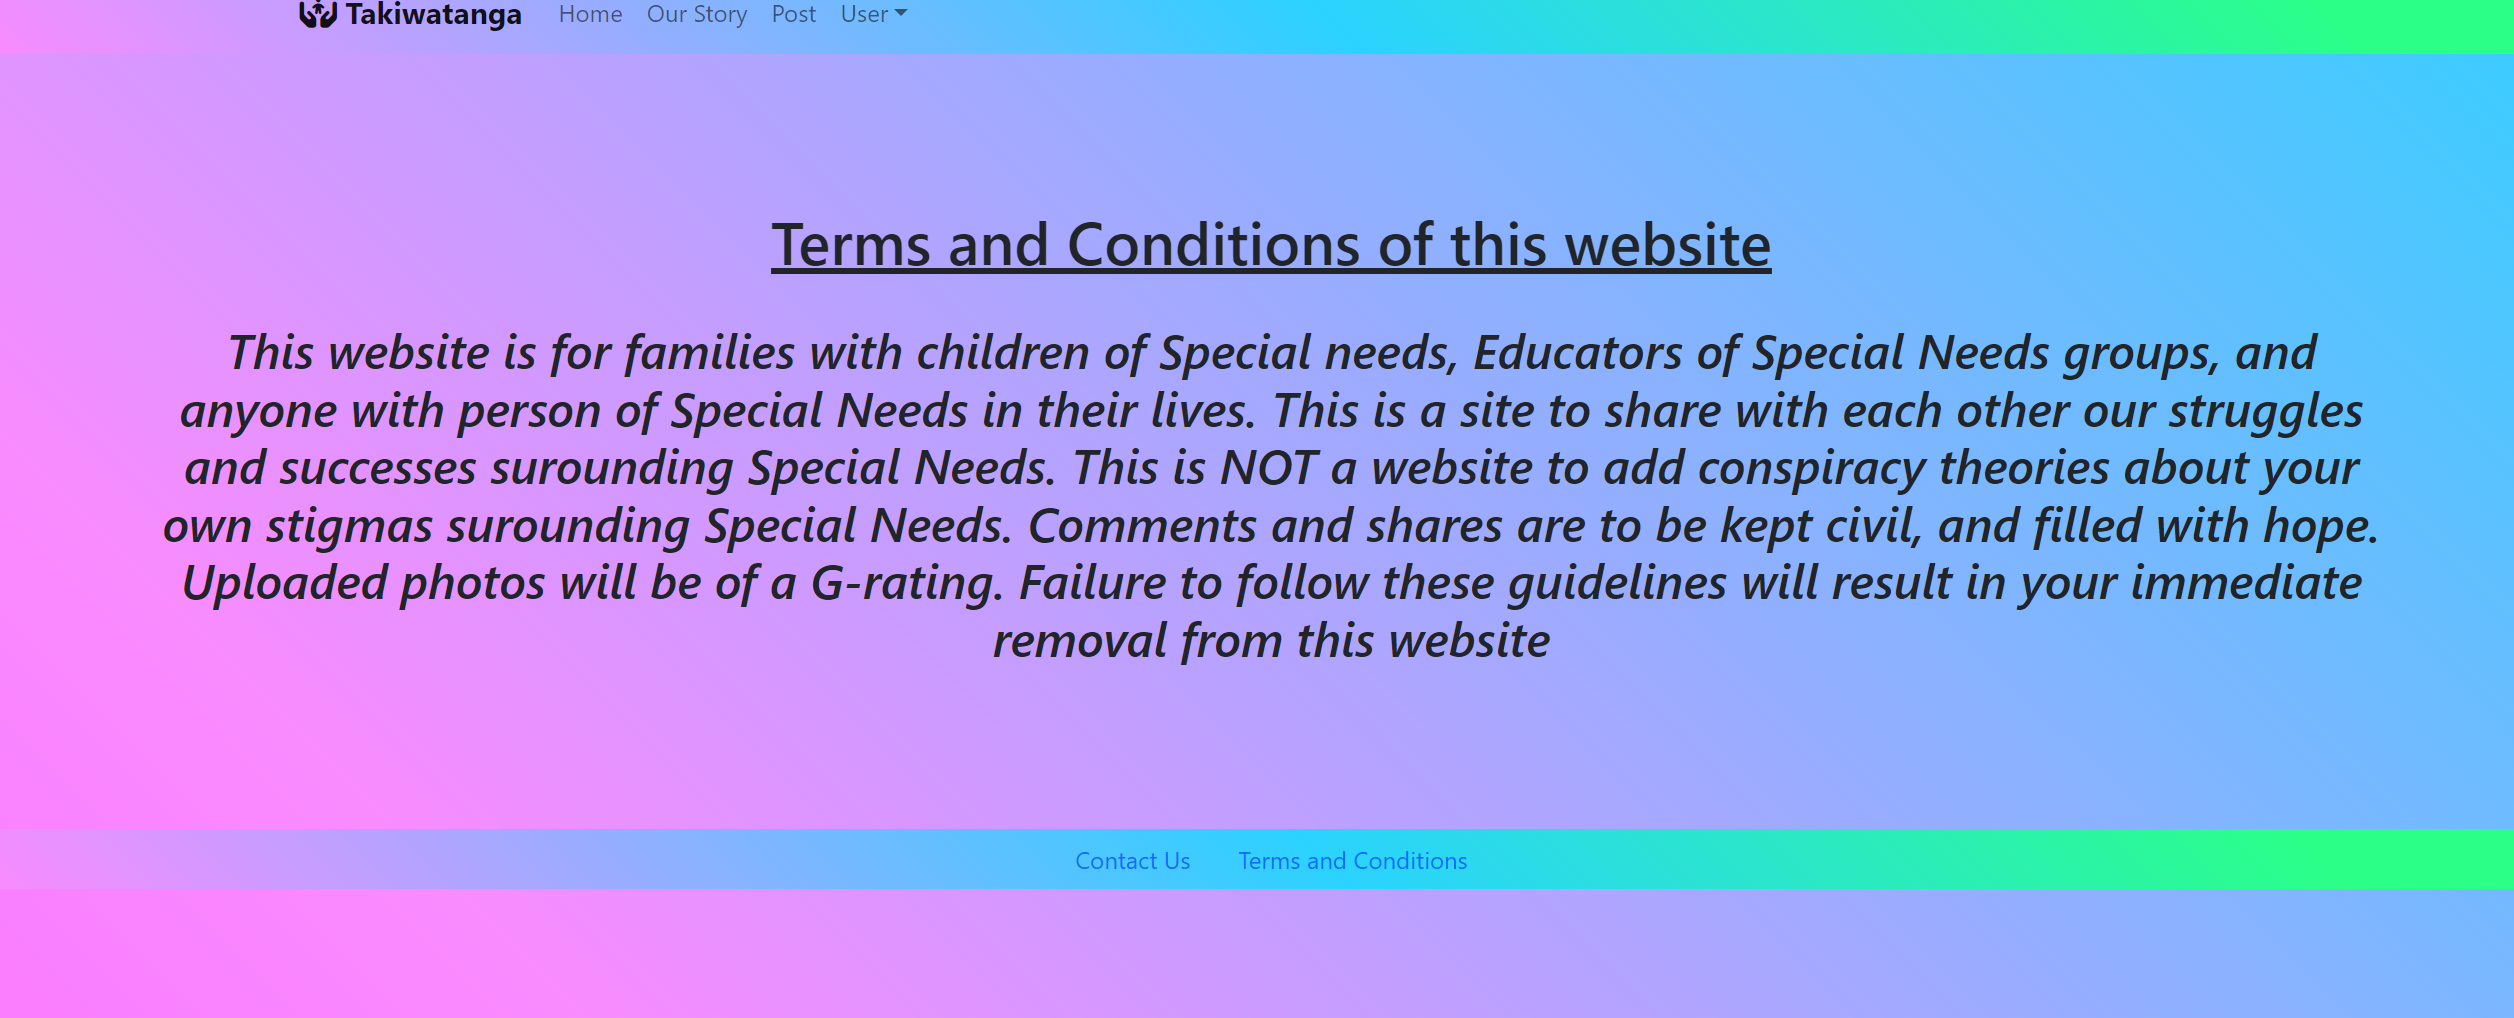 Takiwatanga Home Our Story Post User
Terms and Conditions of this website
This website is for families with children of Special needs, Educators of Special Needs groups, and
anyone with person of Special Needs in their lives. This is a site to share with each other our struggles
and successes surounding Special Needs. This is NOT a website to add conspiracy theories about your
own stigmas surounding Special Needs. Comments and shares are to be kept civil, and filled with hope.
Uploaded photos will be of a G-rating. Failure to follow these guidelines will result in your immediate
removal from this website
Contact Us Terms and Conditions